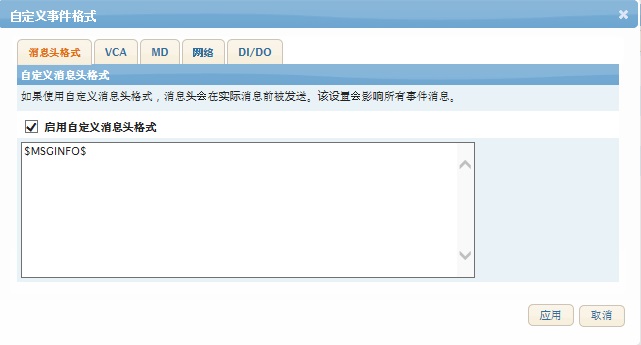 自定义事件格式
消息头格式
VCA
MD
网络
DI/DO
自定义消息头格式
如果使用自定义消息头格式，消息头会在实际消息前被发送。该设置会影响所有事件消息。
启用自定义消息头格式
$MSGINFO$
应用
取消